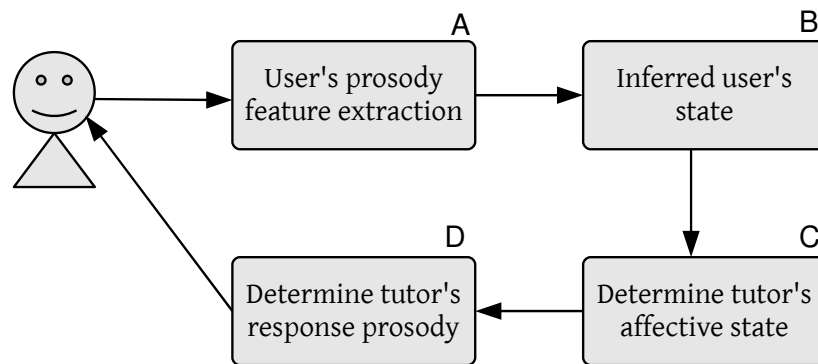 A
User's prosody
feature extraction
B
Inferred user's
state
D
Determine tutor's
response prosody
C
Determine tutor's
affective state